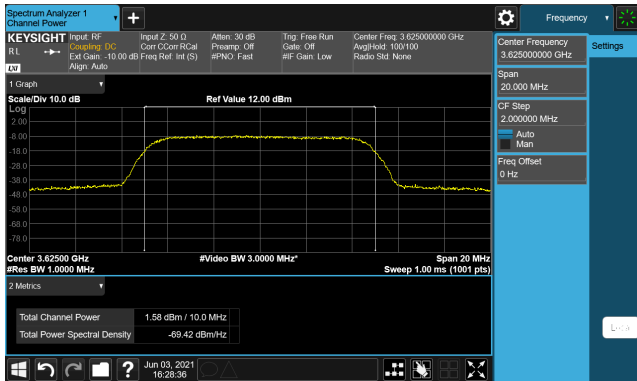 Spectrum Analyzer 1
Channel Power
Frequency
KEYSIGHT
R L
LXI
Input: RF
Coupling: DC
Ext Gain: -10.00 dB
Align: Auto
Input Z: 50 Ω
Corr CCorr RCal
Freq Ref: Int (S)
Atten: 30 dB
Preamp: Off
#PNO: Fast
Trig: Free Run
Gate: Off
#IF Gain: Low
Center Freq: 3.625000000 GHz
Avg|Hold: 100/100
Radio Std: None
Center Frequency
3.625000000 GHz
Settings
Span
20.000 MHz
CF Step
2.000000 MHz
Auto
Man
Freq Offset
0 Hz
1 Graph
Scale/Div 10.0 dB
Ref Value 12.00 dBm
Log
2.00
-8.00
-18.0
-28.0
-38.0
-48.0
-58.0
-68.0
-78.0
Center 3.62500 GHz
#Video BW 3.0000 MHz*
Span 20 MHz
#Res BW 1.0000 MHz
Sweep 1.00 ms (1001 pts)
2 Metrics
Total Channel Power
1.58 dBm / 10.0 MHz
Total Power Spectral Density
-69.42 dBm/Hz
?
Jun 03, 2021
16:28:36